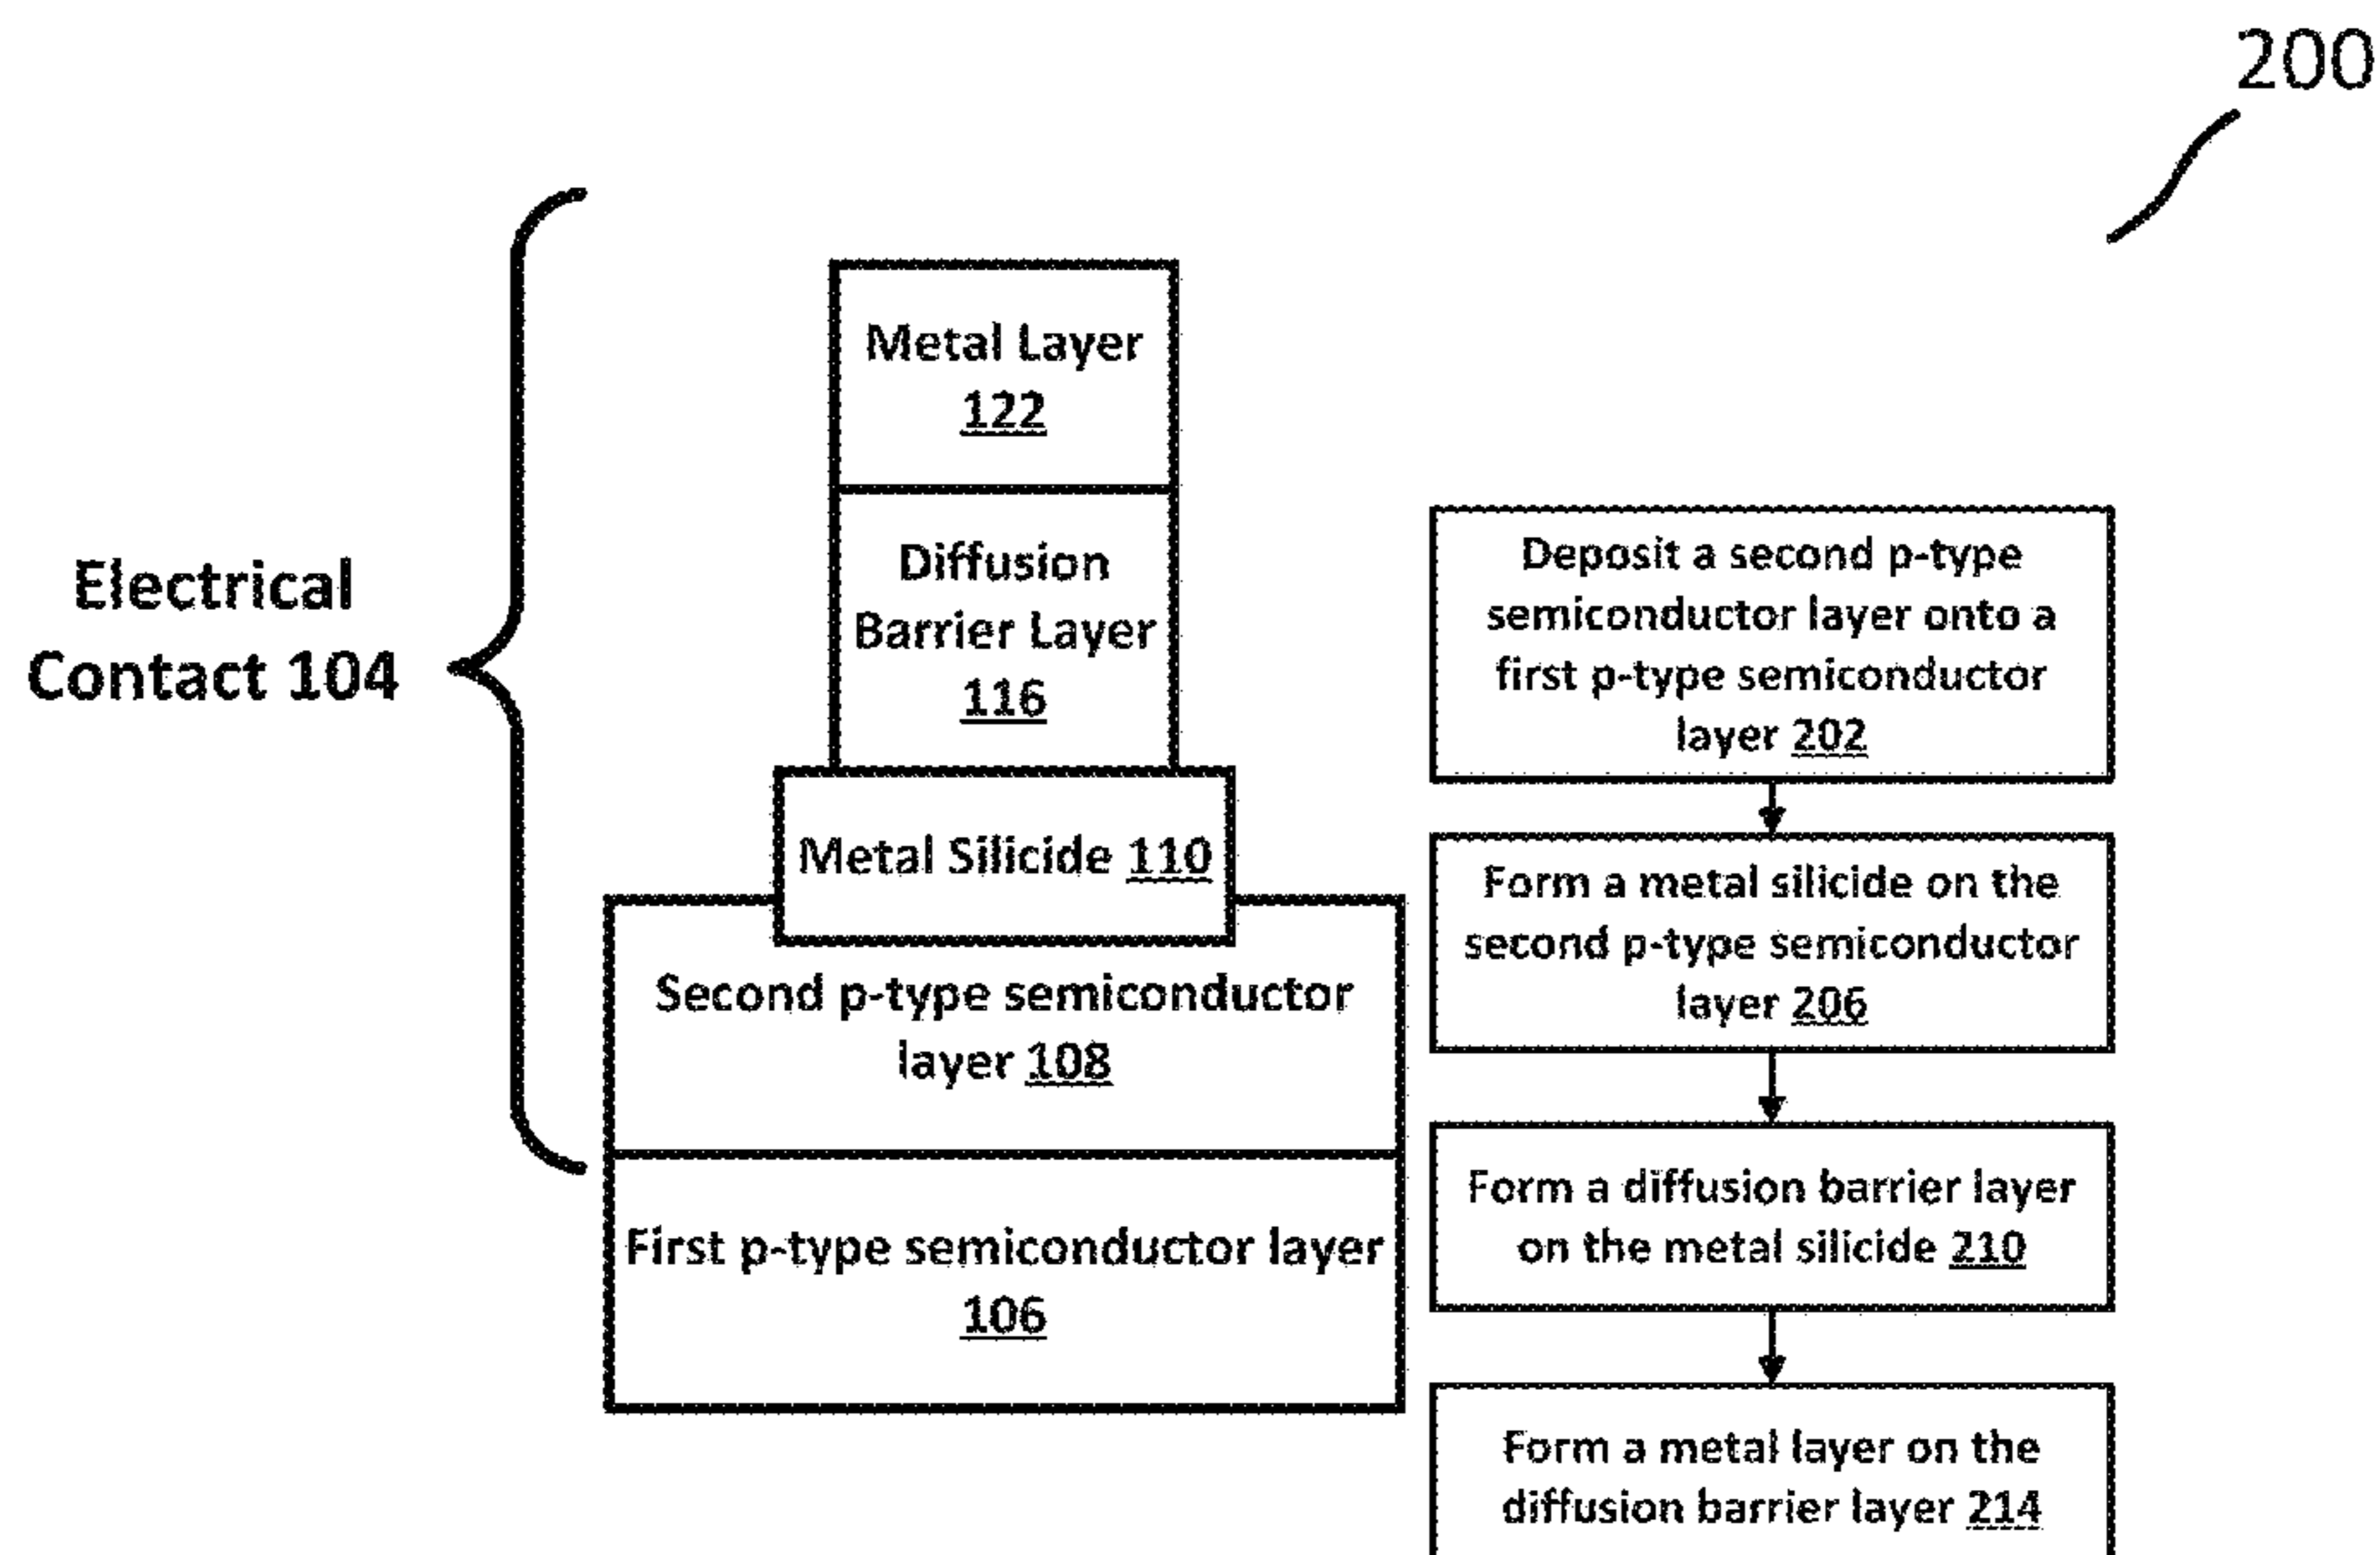 200
Electrical
Contact 104
Metal Layer
122
Diffusion
Barrier Layer
116
Metal Silicide 110
Second p-type semiconductor
layer 108
First p-type semiconductor layer
106
Deposit a second p-type
semiconductor layer onto a
first p-type semiconductor
layer 202
Form a metal silicide on the
second p-type semiconductor
layer 206
Form a diffusion barrier layer
on the metal silicide 210
Form a metal layer on the
diffusion barrier layer 214